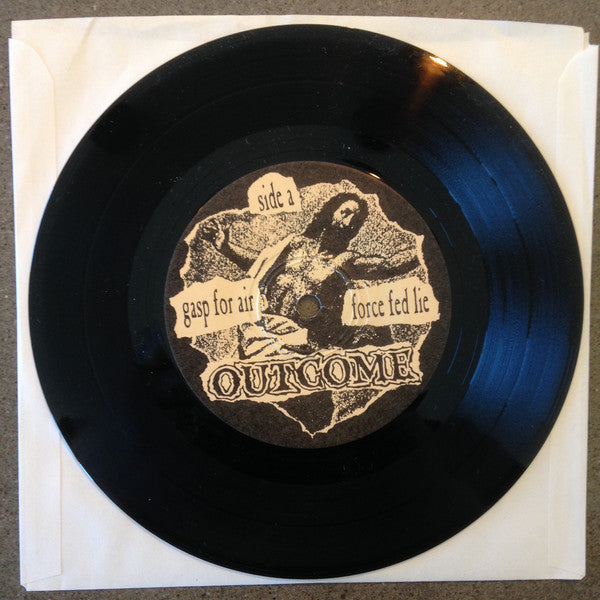 side a
gasp for air
force fed lie
OUTCOME